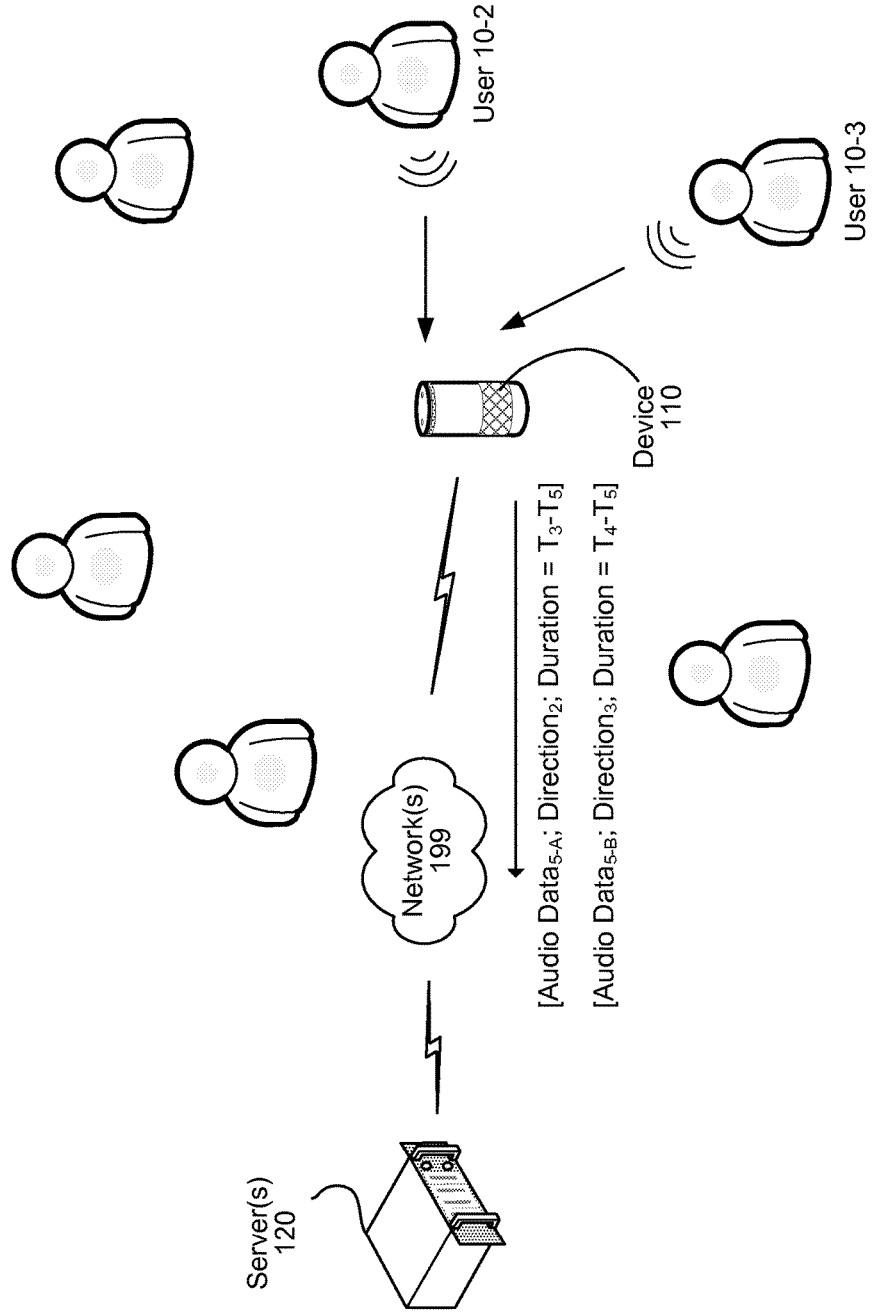 Server(s)
120
Network(s)
199
[Audio Data5-A; Direction2; Duration = T3-T5]
[Audio Data5-B; Direction3; Duration = T4-T5]
Device
110
User 10-2
User 10-3